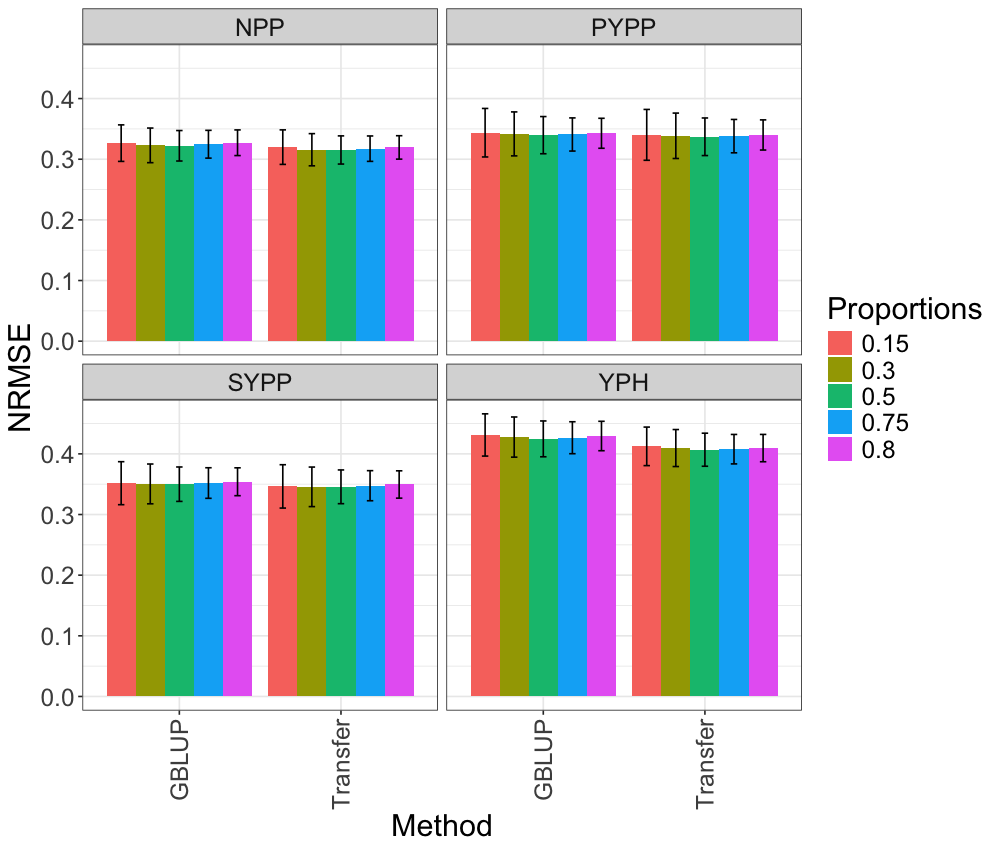 NPP
PYPP
0.4
0.3
0.2
0.1
0.0
SYPP
YPH
0.4
0.3
0.2
0.1
0.0
NRMSE
GBLUP
Transfer
GBLUP
Transfer
Method
Proportions
0.15
0.3
0.5
0.75
0.8